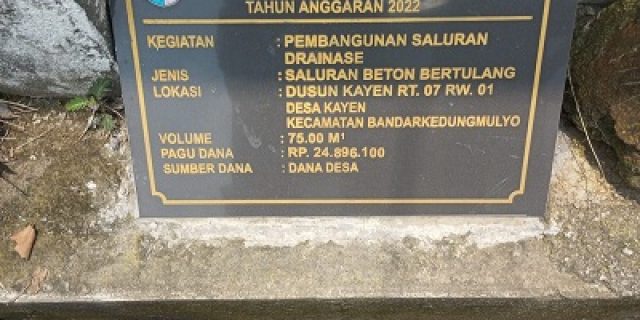 TAHUN ANGGARAN 2022
KEGIATAN : PEMBANGUNAN SALURAN
DRAINASE
JENIS : SALURAN BETON BERTULANG
LOKASI : DUSUN KAYEN RT. 07 RW. 01
DESA KAYEN
KECAMATAN BANDARKEDUNGMULYO
VOLUME : 75.00 M¹
PAGU DANA : RP. 24.896.100
SUMBER DANA : DANA DESA